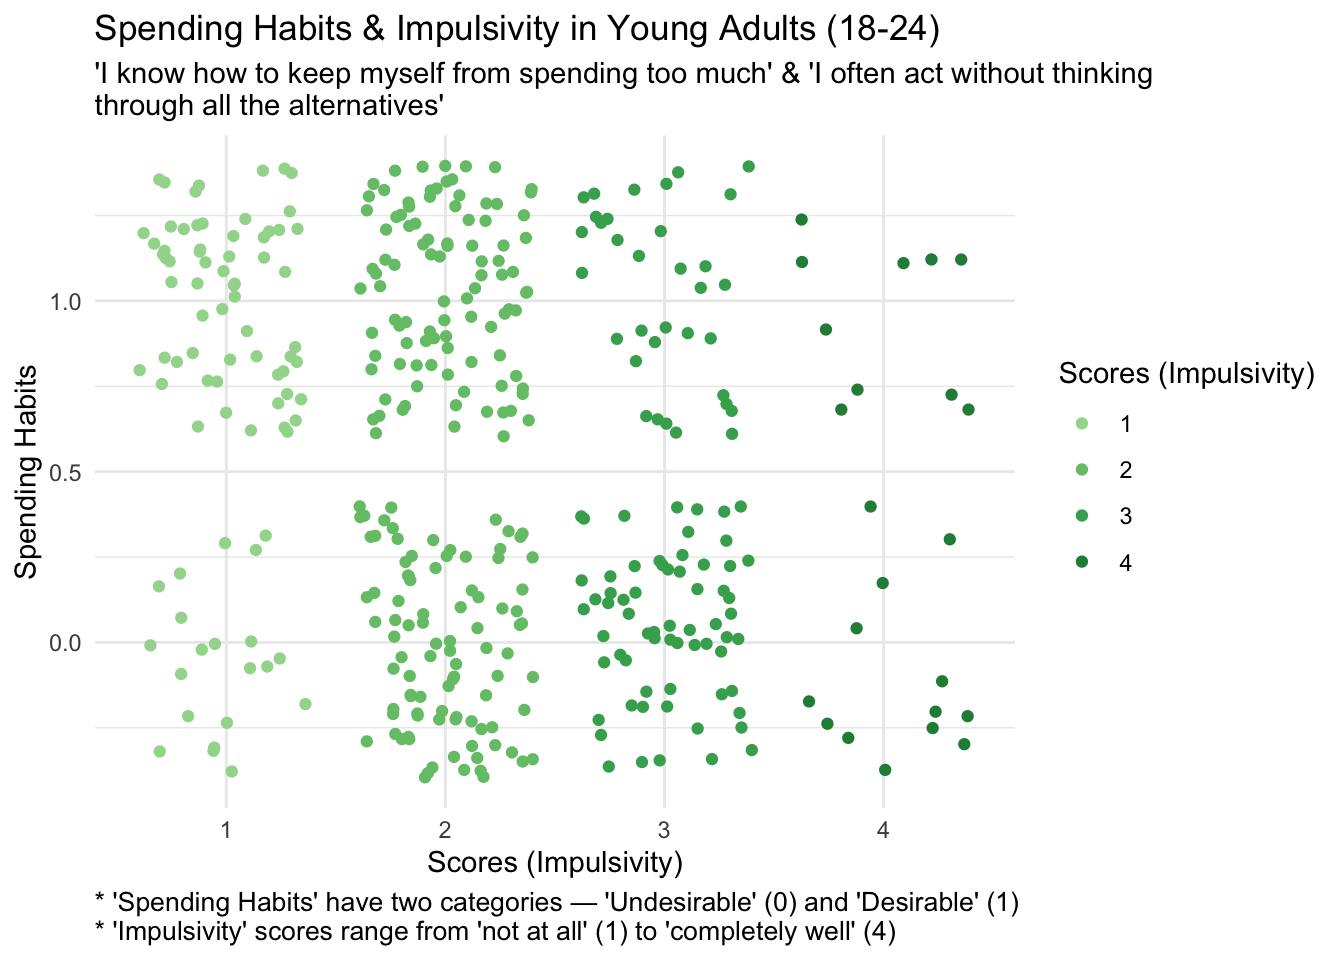 Spending Habits & Impulsivity in Young Adults (18-24)
'I know how to keep myself from spending too much' & 'I often act without thinking
through all the alternatives'
Spending Habits
1.0
0.5
0.0
1
2
3
4
Scores (Impulsivity)
Scores (Impulsivity)
1
2
3
4
* 'Spending Habits' have two categories — 'Undesirable' (0) and 'Desirable' (1)
* 'Impulsivity' scores range from 'not at all' (1) to 'completely well' (4)